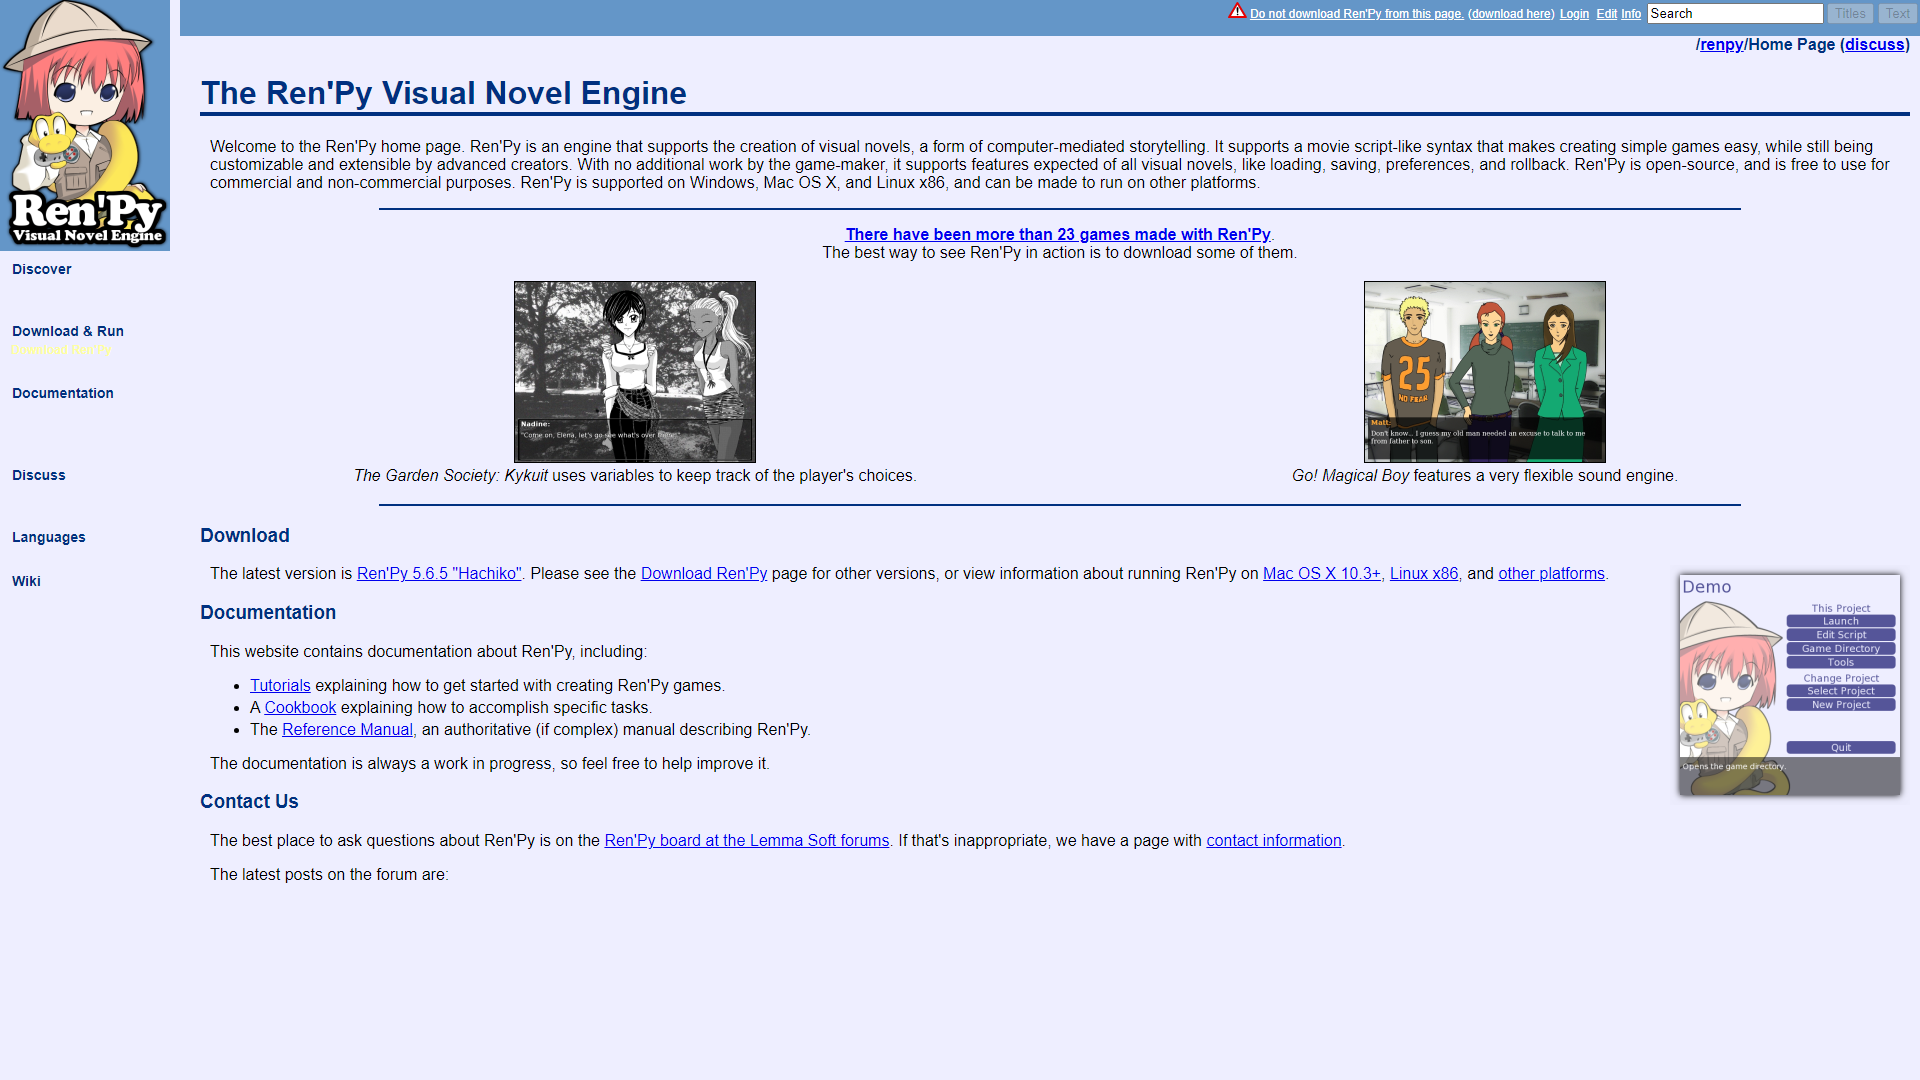 Do not download Ren'Py from this page. (download here) Login Edit Info Search Titles Text
/renpy/Home Page (discuss)
Ren'Py
Visual Novel Engine
Discover
Download & Run
Download Ren'Py
Documentation
Discuss
Languages
Wiki
The Ren'Py Visual Novel Engine
Welcome to the Ren'Py home page. Ren'Py is an engine that supports the creation of visual novels, a form of computer-mediated storytelling. It supports a movie script-like syntax that makes creating simple games easy, while still being
customizable and extensible by advanced creators. With no additional work by the game-maker, it supports features expected of all visual novels, like loading, saving, preferences, and rollback. Ren'Py is open-source, and is free to use for
commercial and non-commercial purposes. Ren'Py is supported on Windows, Mac OS X, and Linux x86, and can be made to run on other platforms.
There have been more than 23 games made with Ren'Py.
The best way to see Ren'Py in action is to download some of them.
Nadine:
"Come on, Elena, let's go see what's over there!"
The Garden Society: Kykuit uses variables to keep track of the player's choices.
25
NO FEAR
Matt:
Don't know... I guess my old man needed an excuse to talk to me
from father to son.
Go! Magical Boy features a very flexible sound engine.
Download
The latest version is Ren'Py 5.6.5 "Hachiko". Please see the Download Ren'Py page for other versions, or view information about running Ren'Py on Mac OS X 10.3+, Linux x86, and other platforms.
Documentation
This website contains documentation about Ren'Py, including:
• Tutorials explaining how to get started with creating Ren'Py games.
• A Cookbook explaining how to accomplish specific tasks.
• The Reference Manual, an authoritative (if complex) manual describing Ren'Py.
The documentation is always a work in progress, so feel free to help improve it.
Demo
This Project
Launch
Edit Script
Game Directory
Tools
Change Project
Select Project
New Project
Quit
Opens the game directory.
Contact Us
The best place to ask questions about Ren'Py is on the Ren'Py board at the Lemma Soft forums. If that's inappropriate, we have a page with contact information.
The latest posts on the forum are: